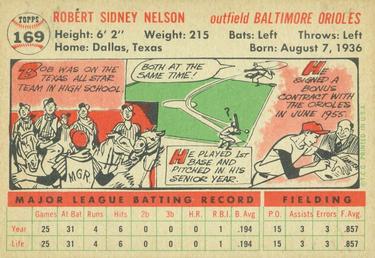 TOPPS
169
ROBERT SIDNEY NELSON outfield BALTIMORE ORIOLES
Height: 6' 2" Weight: 215 Bats: Left Throws: Left
Home: Dallas, Texas Born: August 7, 1936
BOB WAS ON THE
TEXAS ALL STAR
TEAM IN HIGH SCHOOL.
MGR
BOTH AT THE
SAME TIME!
HE PLAYED 1ST
BASE AND
PITCHED IN HIS
SENIOR YEAR.
HE
SIGNED A
BONUS
CONTRACT WITH
THE ORIOLES
IN JUNE 1955.
MAJOR LEAGUE BATTING RECORD FIELDING
Games At Bat Runs Hits 2b 3b H.R. R.B.I. B. Avg P.O. Assists Errors F. Avg.
Year 25 31 4 6 0 0 0 1 .194 15 3 3 .857
Life 25 31 4 6 0 0 0 1 .194 15 3 3 .857